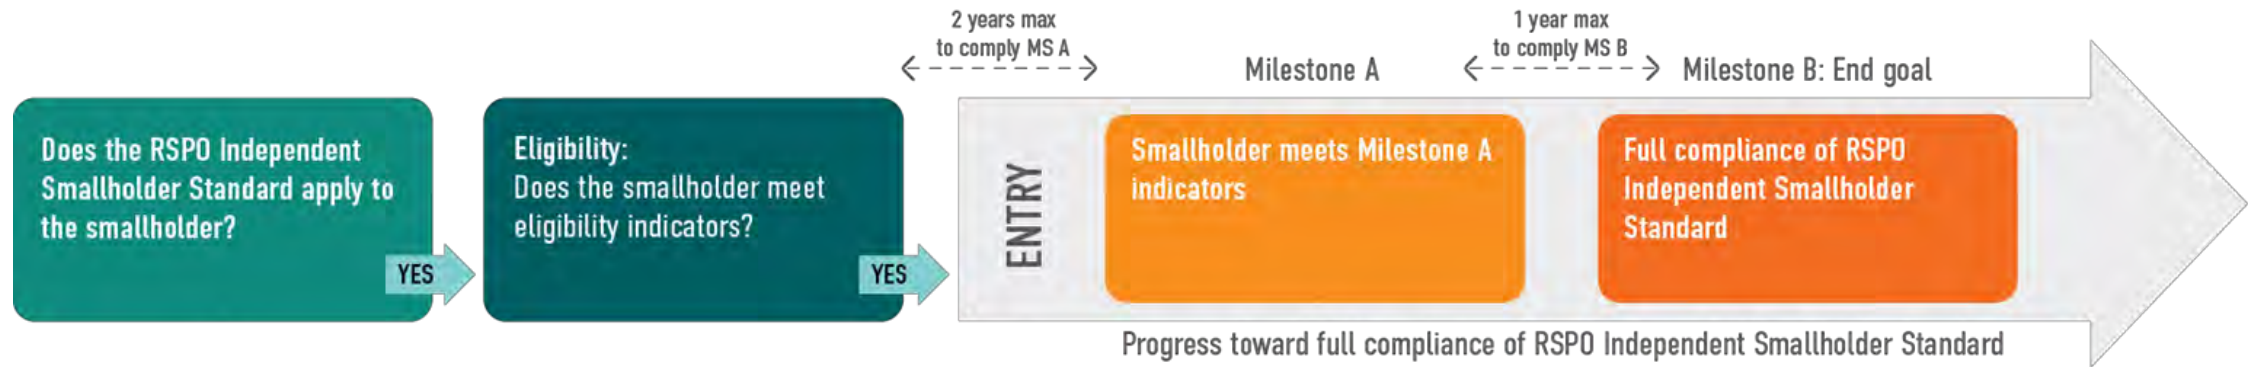 2 years max
to comply MS A
1 year max
to comply MS B
Milestone A
Milestone B: End goal
Does the RSPO Independent
Smallholder Standard apply to
the smallholder?
YES
Eligibility:
Does the smallholder meet
eligibility indicators?
YES
ENTRY
Smallholder meets Milestone A
indicators
Full compliance of RSPO
Independent Smallholder
Standard
Progress toward full compliance of RSPO Independent Smallholder Standard